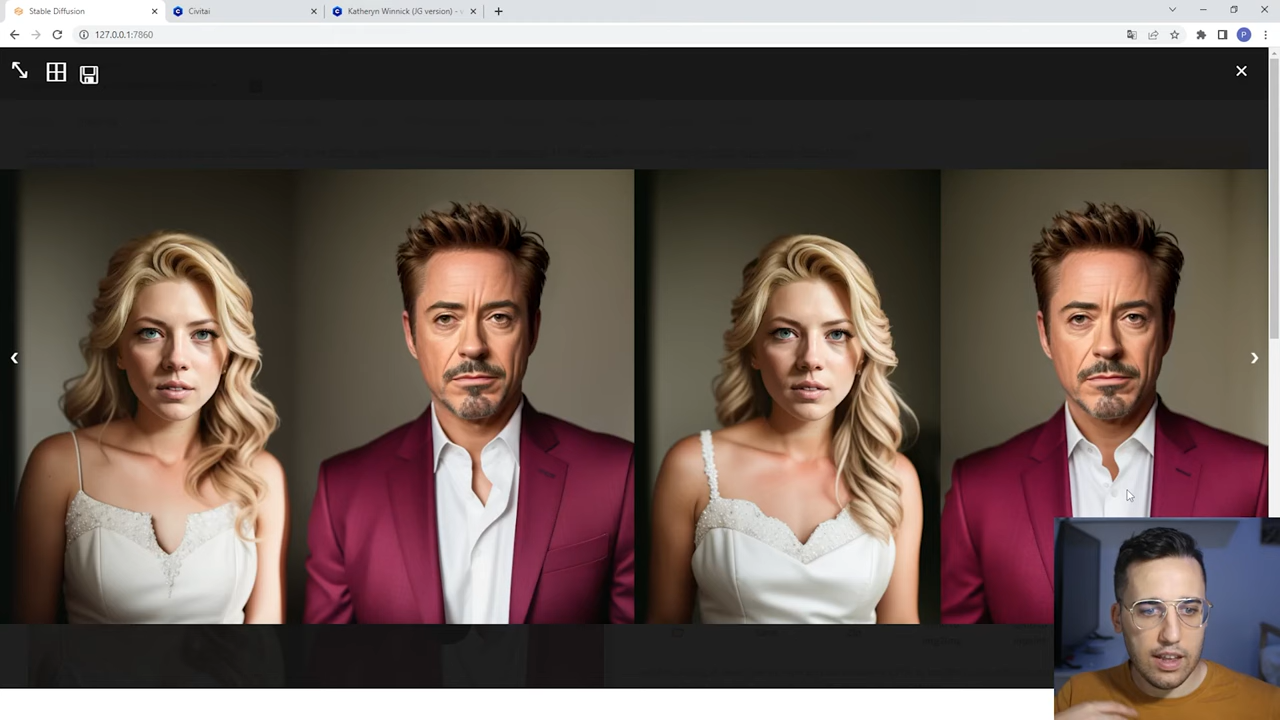 Stable Diffusion
Civitai
Katheryn Winnick (JG version) - v
127.0.0.1:7860
P